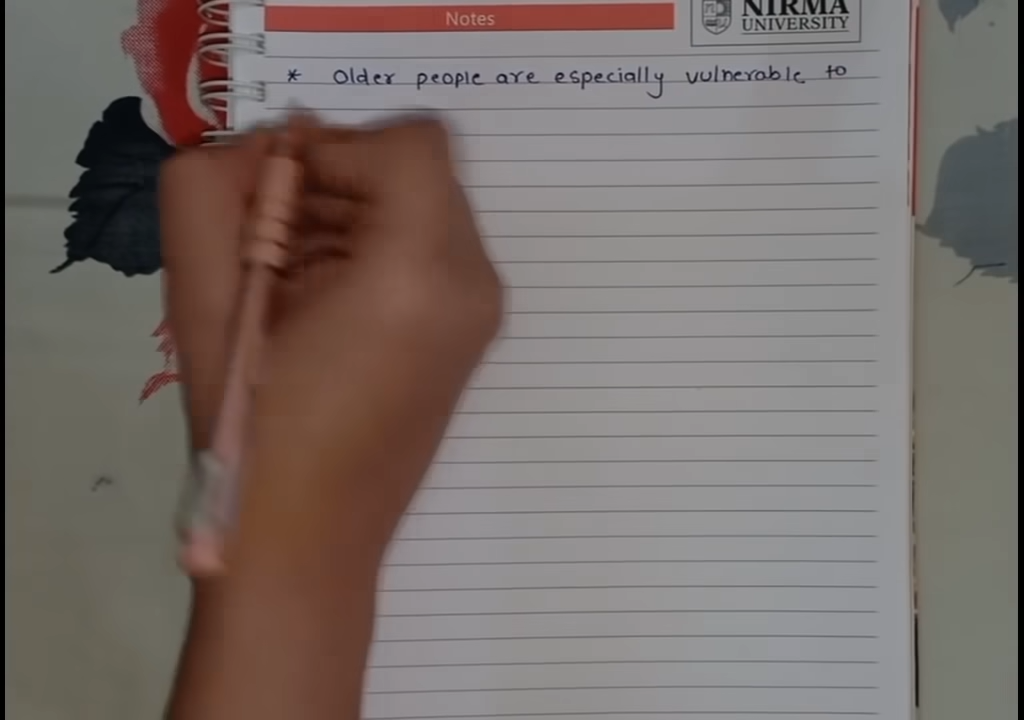 Notes
NIRMA
UNIVERSITY
* Older people are especially vulnerable to